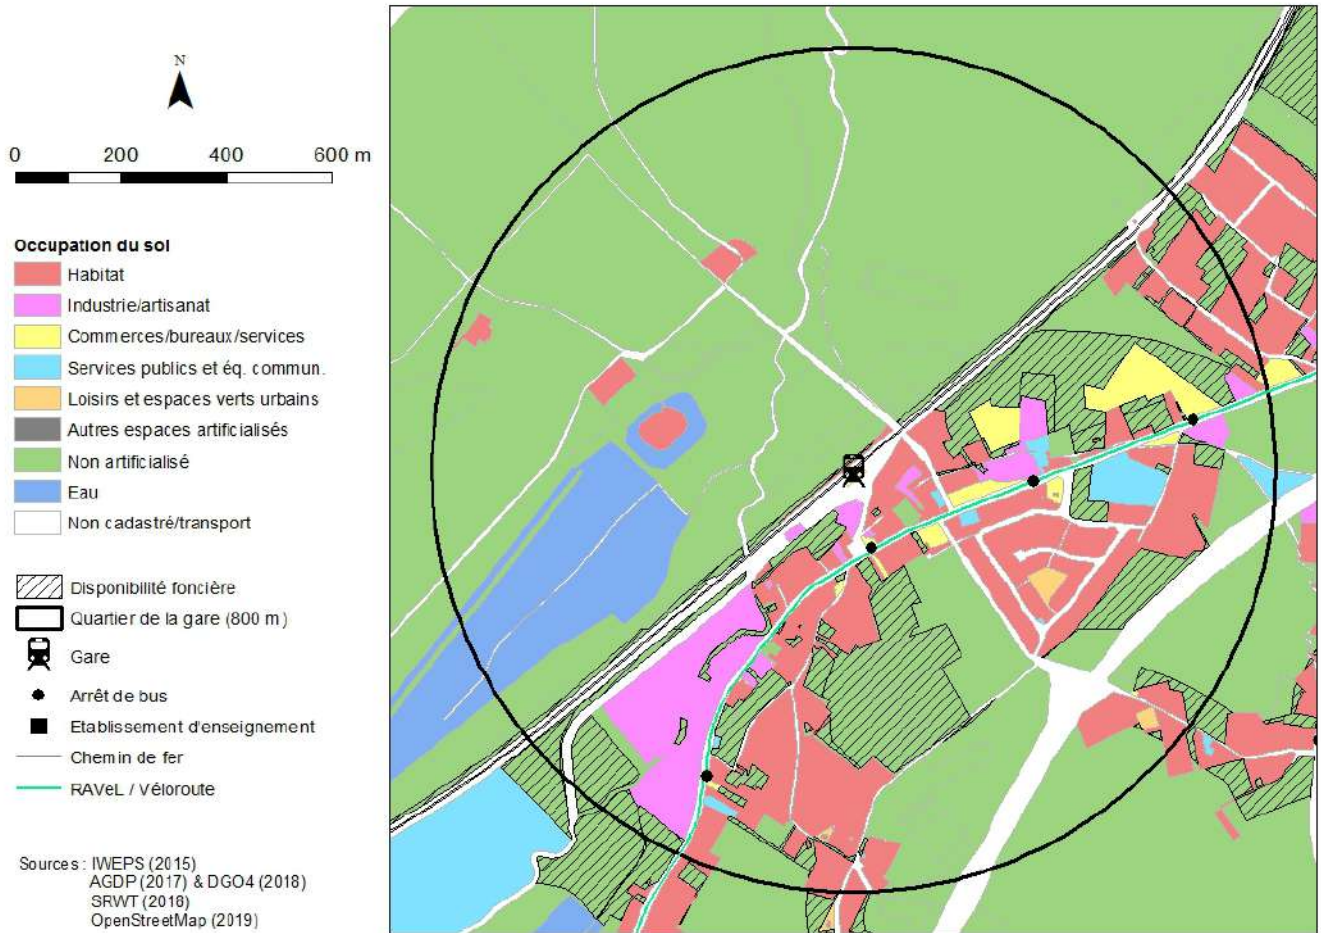 N
0 200 400 600 m
Occupation du sol
Habitat
Industrie/artisanat
Commerces/bureaux/services
Services publics et éq. commun.
Loisirs et espaces verts urbains
Autres espaces artificialisés
Non artificialisé
Eau
Non cadastré/transport
Disponibilité foncière
Quartier de la gare (800 m)
Gare
Arrêt de bus
Etablissement d'enseignement
Chemin de fer
RAVeL / Véloroute
Sources : IWEPS (2015)
AGDP (2017) & DGO4 (2018)
SRWT (2018)
OpenStreetMap (2019)